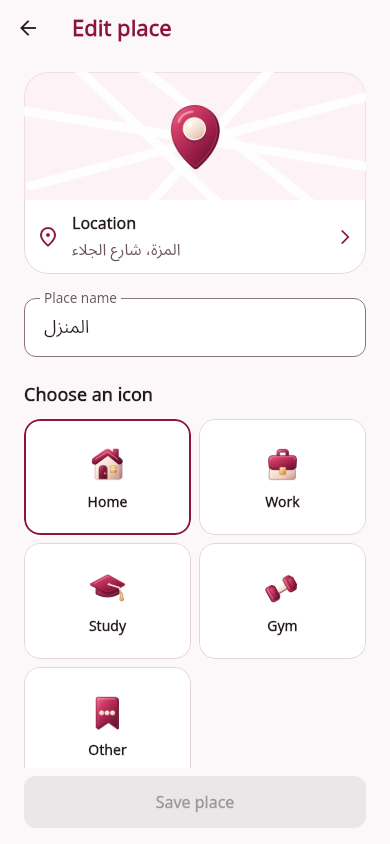 Edit place
Location
المزة، شارع الجلاء
Place name
المنزل
Choose an icon
Home
Work
Study
Gym
Other
Save place